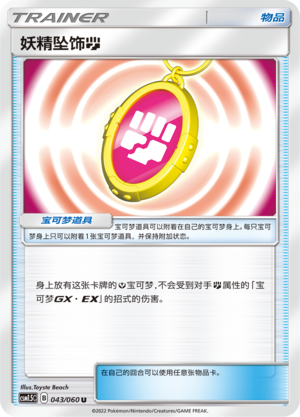 TRAINER 物品
妖精坠饰
宝可梦道具
宝可梦道具可以附着在自己的宝可梦身上。每只宝可
梦身上只可以附着1张宝可梦道具，并保持附加状态。
身上放有这张卡牌的宝可梦，不会受到对手属性的「宝
可梦GX・EX」的招式的伤害。
在自己的回合可以使用任意张物品卡。
Illus.Toyste Beach
CSM1.5C B 043/060 U
©2022 Pokémon/Nintendo/Creatures/GAME FREAK.